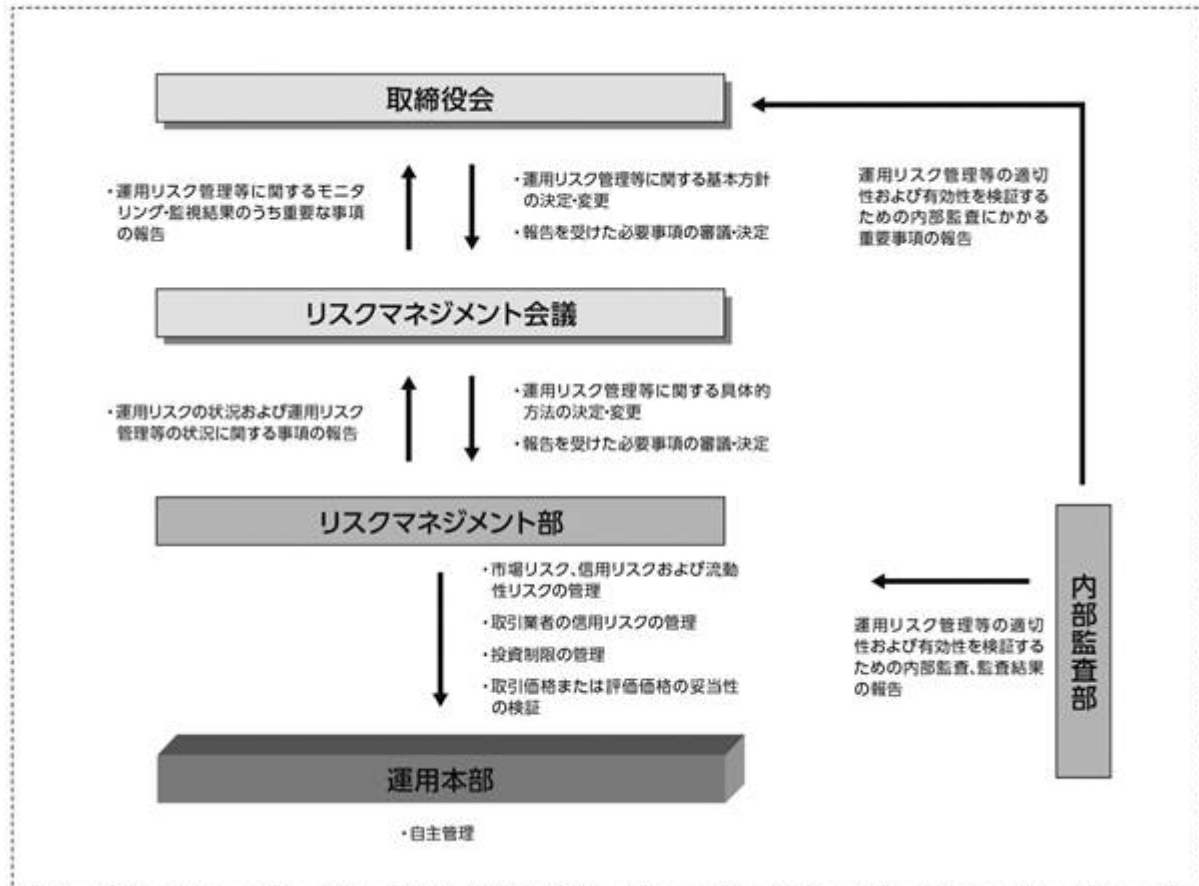 取締役会
・運用リスク管理等に関するモニタ
リング・監視結果のうち重要な事項
の報告
・運用リスク管理等に関する基本方針
の決定・変更
・報告を受けた必要事項の審議・決定
運用リスク管理等の適切
性および有効性を検証する
ための内部監査にかかる
重要事項の報告
リスクマネジメント会議
・運用リスクの状況および運用リスク
管理等の状況に関する事項の報告
・運用リスク管理等に関する具体的
方法の決定・変更
・報告を受けた必要事項の審議・決定
リスクマネジメント部
・市場リスク、信用リスクおよび流動
性リスクの管理
・取引業者の信用リスクの管理
・投資制限の管理
・取引価格または評価価格の妥当性
の検証
運用リスク管理等の適切
性および有効性を検証する
ための内部監査、監査結果
の報告
内部監査部
運用本部
・自主管理